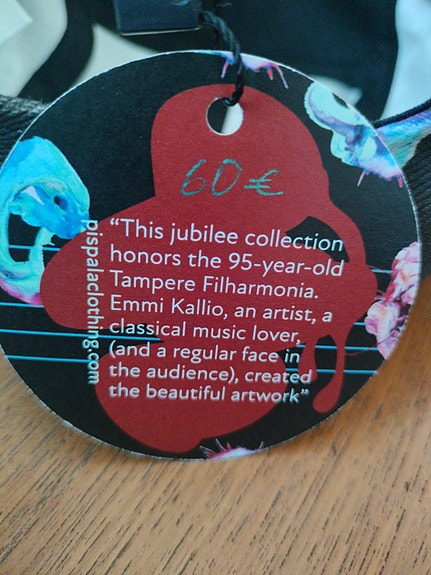 60€
“This jubilee collection
honors the 95-year-old
Tampere Filharmonia.
Emmi Kallio, an artist, a
classical music lover,
(and a regular face in
the audience), created
the beautiful artwork”
pispalaclothing.com